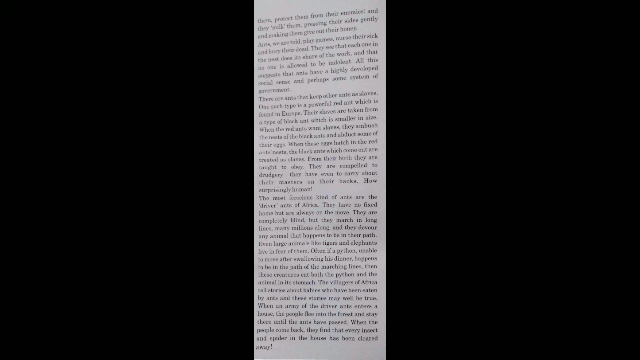 them, protect them from their enemies; and
they 'milk' them, pressing their sides gently
and making them give out their honey.
Ants, we are told, play games, nurse their sick
and bury their dead. They see that each one in
the nest does its share of the work, and that
no one is allowed to be indolent. All this
suggests that ants have a highly developed
social sense and perhaps some system of
government.
There are ants that keep other ants as slaves.
One such type is a powerful red ant which is
found in Europe. Their slaves are taken from
a type of black ant which is smaller in size.
When the red ants want slaves, they ambush
the nests of the black ants and abduct some of
their eggs. When these eggs hatch in the red
ants' nests, the black ants which come out are
treated as slaves. From their birth they are
taught to obey. They are compelled to
drudgery they have even to carry about
their masters on their backs. How
surprisingly human!
The most ferocious kind of ants are the
'driver' ants of Africa. They have no fixed
home but are always on the move. They are
completely blind, but they march in long
lines, many millions along, and they devour
any animal that happens to be in their path.
Even large animals like tigers and elephants
live in fear of them. Often if a python, unable
to move after swallowing his dinner, happens
to be in the path of the marching lines, then
these creatures eat both the python and the
animal in its stomach. The villagers of Africa
tell stories about babies who have been eaten
by ants and these stories may well be true.
When an army of the driver ants enters a
house, the people flee into the forest and stay
there until the ants have passed. When the
people come back, they find that every insect
and spider in the house has been cleared
away!